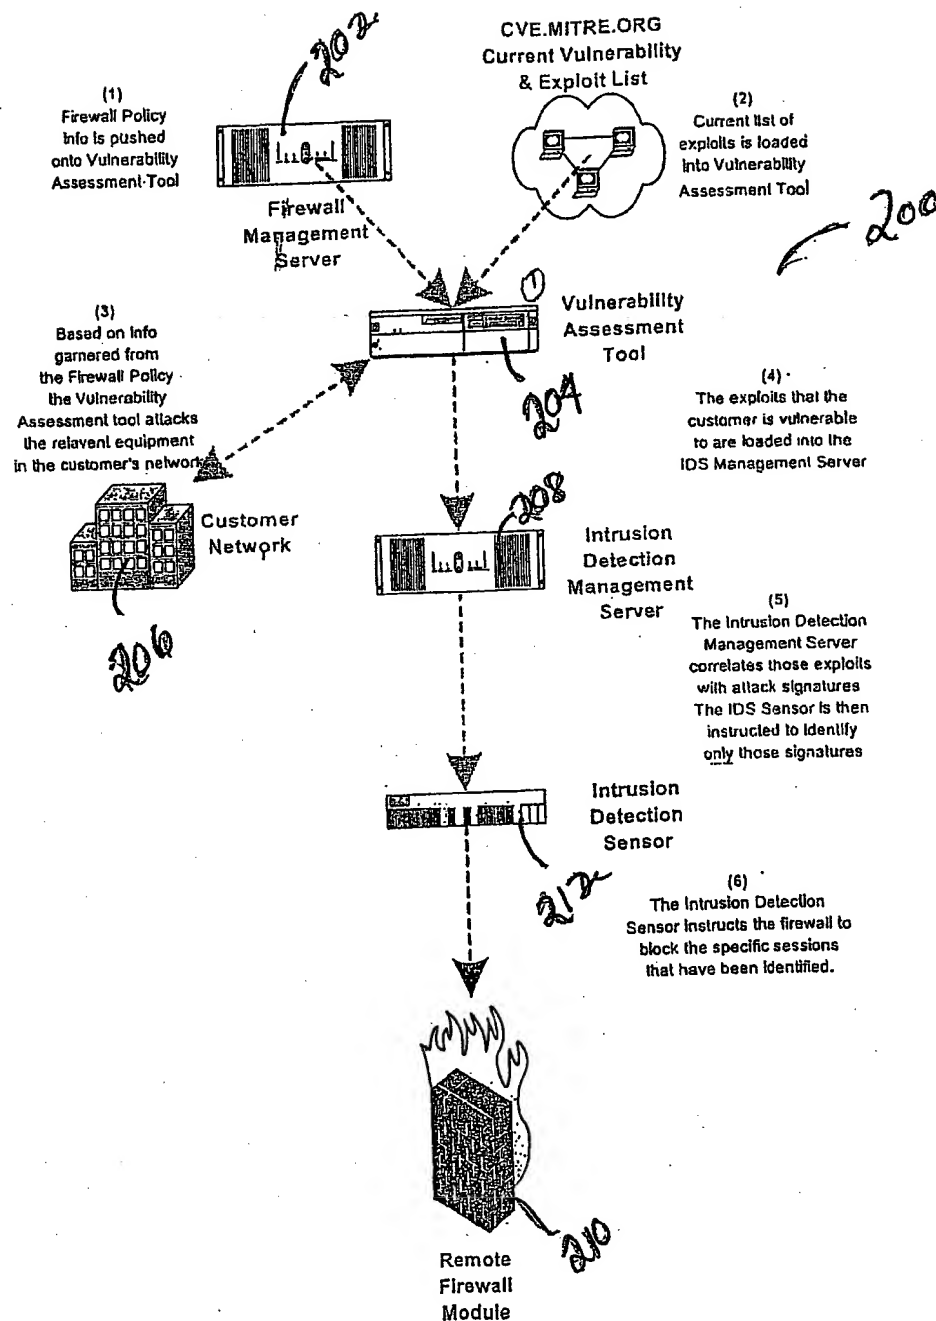 202
CVE.MITRE.ORG
Current Vulnerability
& Exploit List
(1)
Firewall Policy
Info is pushed
onto Vulnerability
Assessment Tool
(2)
Current list of
exploits is loaded
into Vulnerability
Assessment Tool
Firewall
Management
Server
200
1
Vulnerability
Assessment
Tool
204
(3)
Based on Info
garnered from
the Firewall Policy
the Vulnerability
Assessment tool attacks
the relavent equipment
in the customer's network
(4)
The exploits that the
customer is vulnerable
to are loaded into the
IDS Management Server
Customer
Network
206
208
Intrusion
Detection
Management
Server
(5)
The Intrusion Detection
Management Server
correlates those exploits
with attack signatures
The IDS Sensor is then
instructed to identify
only those signatures
Intrusion
Detection
Sensor
212
(6)
The Intrusion Detection
Sensor instructs the firewall to
block the specific sessions
that have been identified.
210
Remote
Firewall
Module